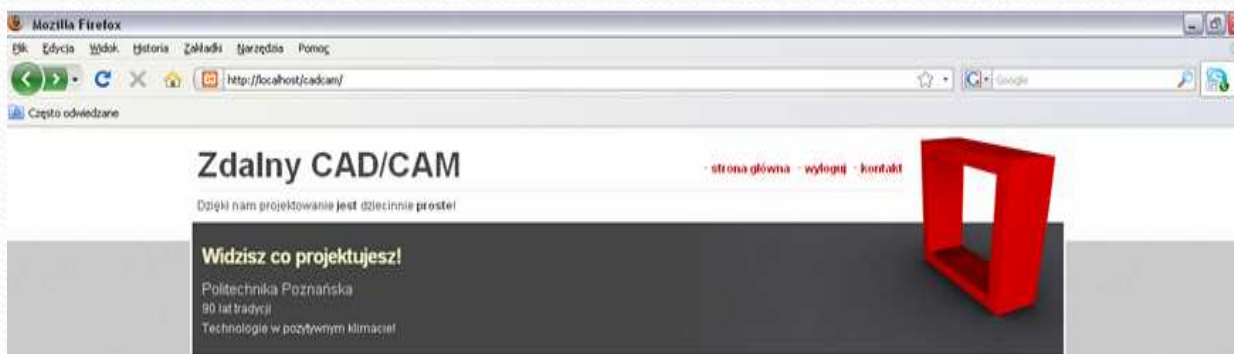 Mozilla Firefox
Plik Edycja Widok Historia Zakładki Narzędzia Pomoc
http://localhost/cadcam/ Google
Często odwiedzane
Zdalny CAD/CAM
· strona główna · wyloguj · kontakt
Dzięki nam projektowanie jest dziecinnie proste!
Widzisz co projektujesz!
Politechnika Poznańska
90 lat tradycji
Technologie w pozytywnym klimacie!